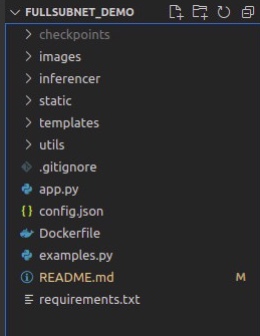 FULLSUBNET_DEMO
checkpoints
images
inferencer
static
templates
utils
.gitignore
app.py
{} config.json
Dockerfile
examples.py
README.md M
requirements.txt